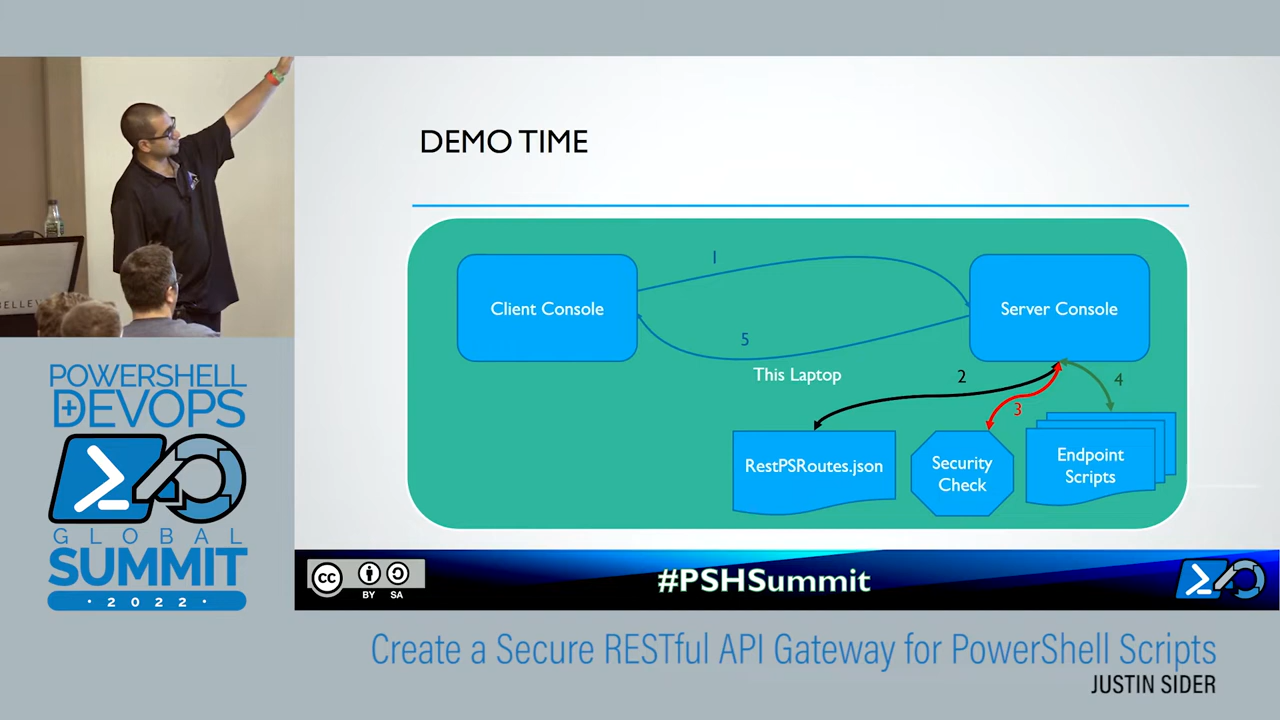 DEMO TIME
1
Client Console
Server Console
5
This Laptop
2
3
4
RestPSRoutes.json
Security
Check
Endpoint
Scripts
BELLEV
POWERSHELL
DEVOPS
GLOBAL
SUMMIT
· 2022 ·
cc
BY SA
#PSHSummit
Create a Secure RESTful API Gateway for PowerShell Scripts
JUSTIN SIDER